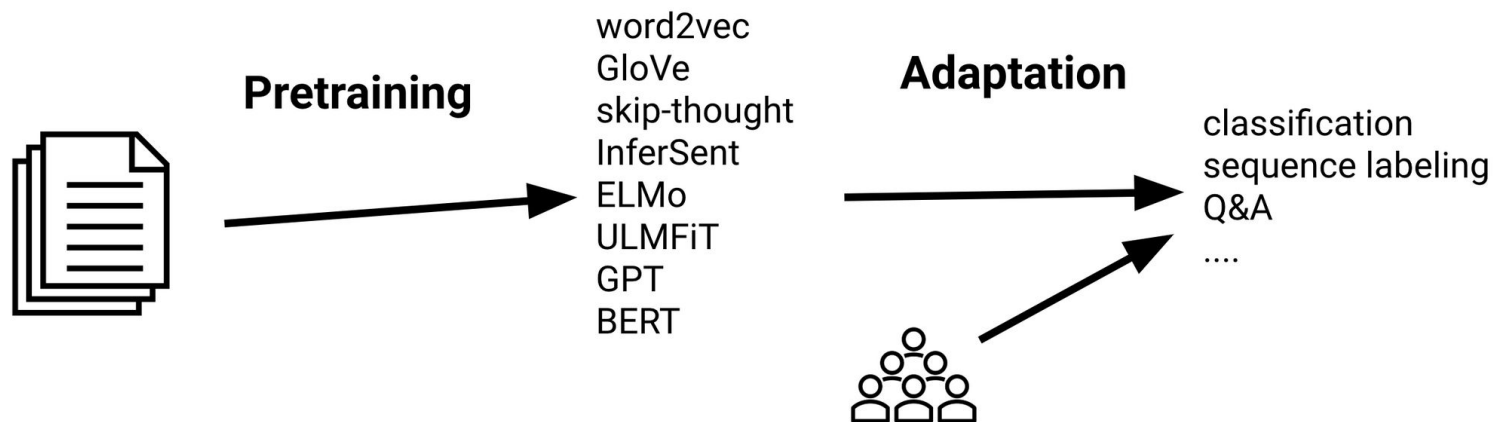 Pretraining
word2vec
GloVe
skip-thought
InferSent
ELMo
ULMFiT
GPT
BERT
Adaptation
classification
sequence labeling
Q&A
....